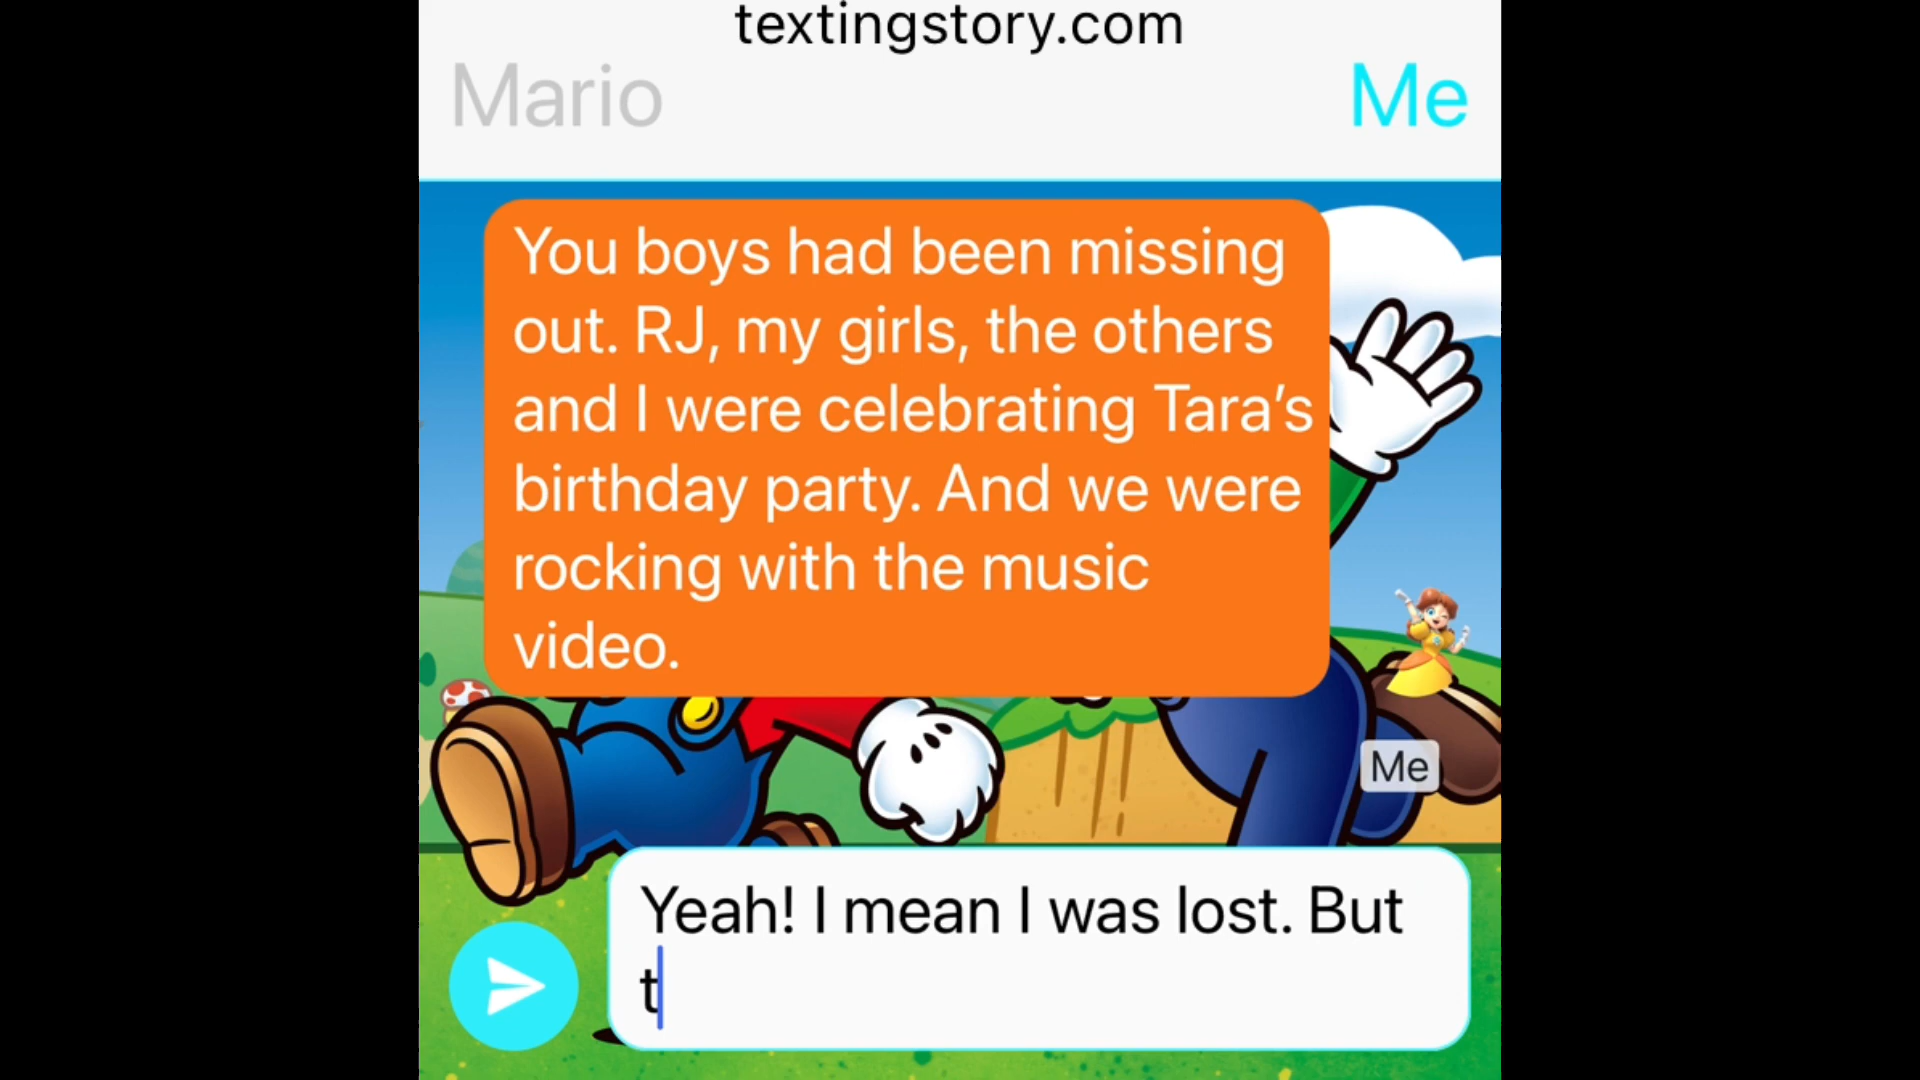 textingstory.com
Mario
Me
You boys had been missing
out. RJ, my girls, the others
and I were celebrating Tara’s
birthday party. And we were
rocking with the music
video.
Me
Yeah! I mean I was lost. But
t